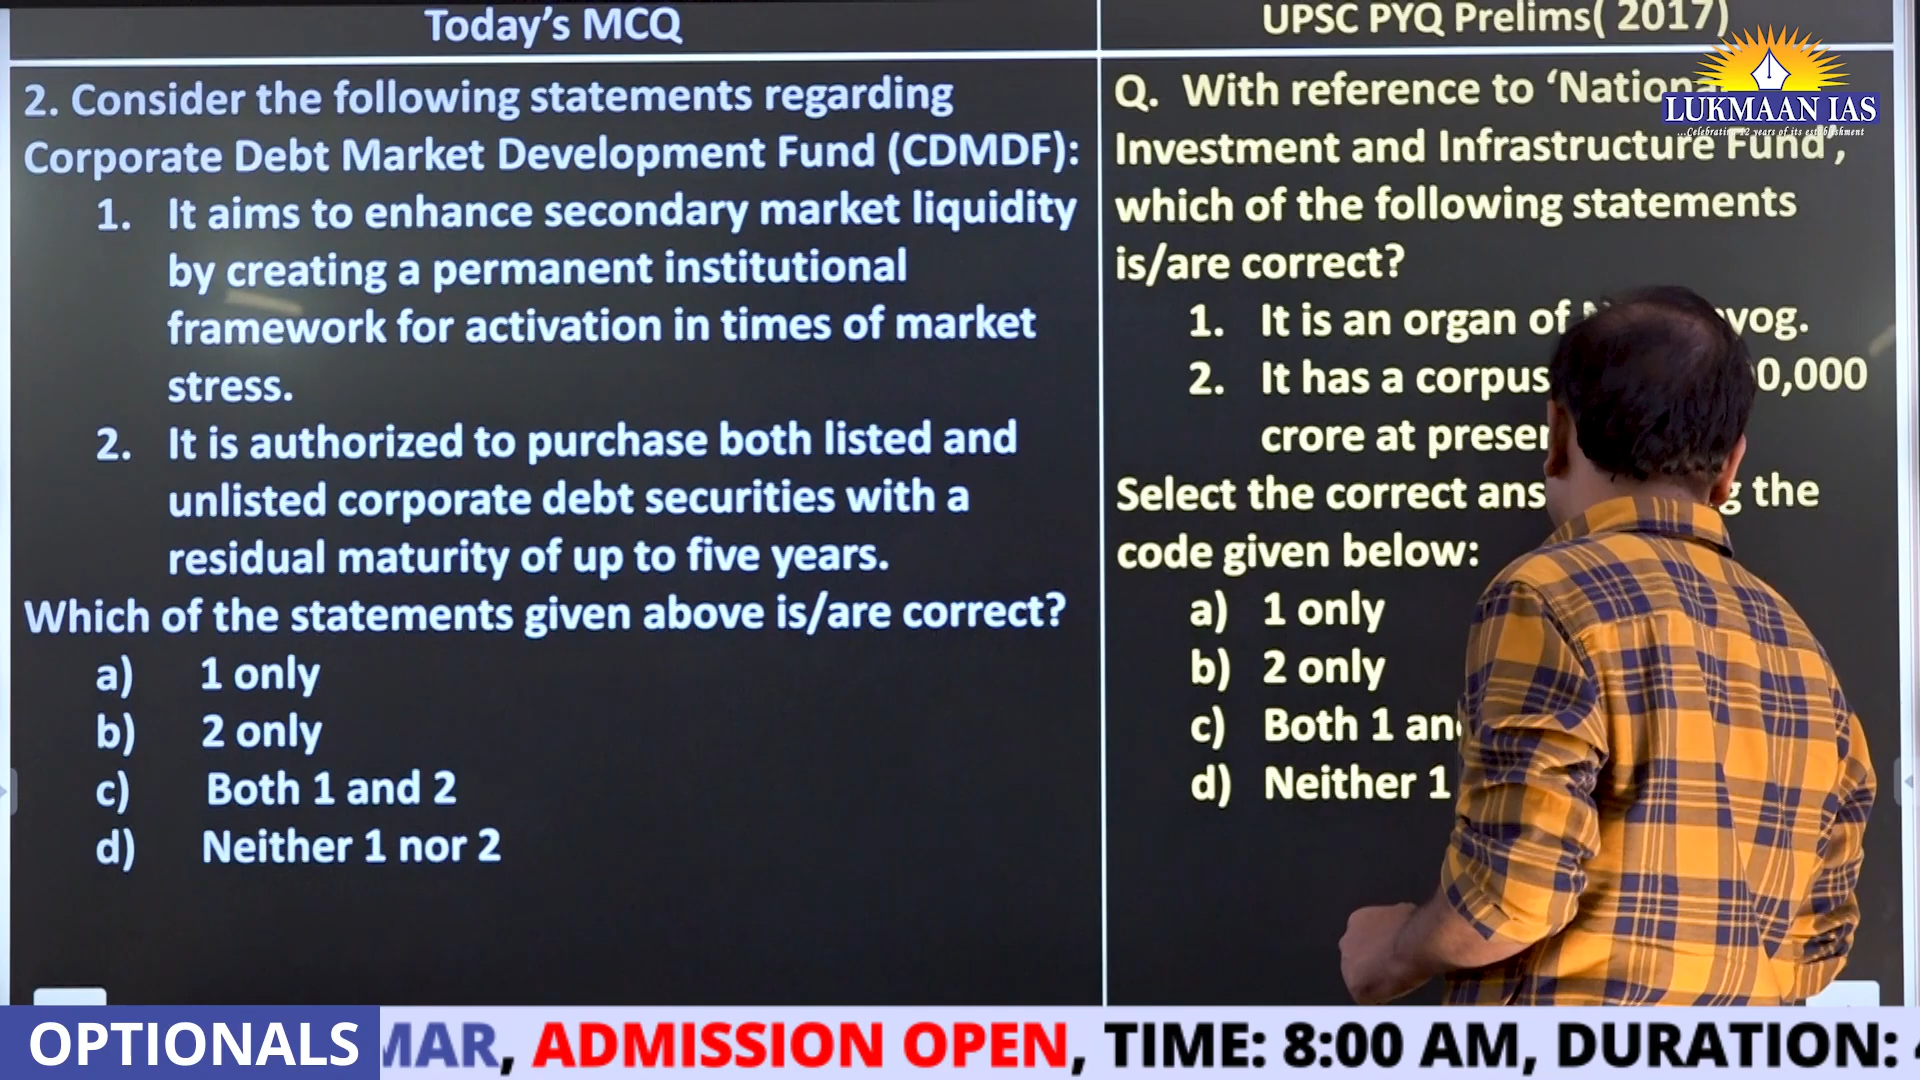 Today’s MCQ
2. Consider the following statements regarding
Corporate Debt Market Development Fund (CDMDF):
1. It aims to enhance secondary market liquidity
by creating a permanent institutional
framework for activation in times of market
stress.
2. It is authorized to purchase both listed and
unlisted corporate debt securities with a
residual maturity of up to five years.
Which of the statements given above is/are correct?
a) 1 only
b) 2 only
c) Both 1 and 2
d) Neither 1 nor 2
UPSC PYQ Prelims( 2017)
Q. With reference to ‘National
Investment and Infrastructure Fund’,
which of the following statements
is/are correct?
1. It is an organ of
2. It has a corpus 0,000
crore at
Select the correct the
code given below:
a) 1 only
b) 2 only
c) Both 1
d) Neither 1
LUKMAAN IAS
...Celebrating 12 years of its establishment
OPTIONALS
MAR, ADMISSION OPEN, TIME: 8:00 AM, DURATION: